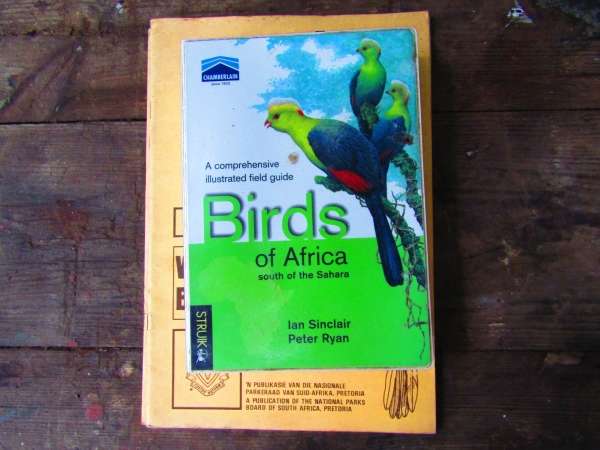 CHAMBERLAIN
A comprehensive
illustrated field guide
Birds
of Africa
south of the Sahara
Ian Sinclair
Peter Ryan
STRUIK
'N PUBLIKASIE VAN DIE NASIONALE
PARKERAAD VAN SUID-AFRIKA, PRETORIA
A PUBLICATION OF THE NATIONAL PARKS
BOARD OF SOUTH AFRICA, PRETORIA